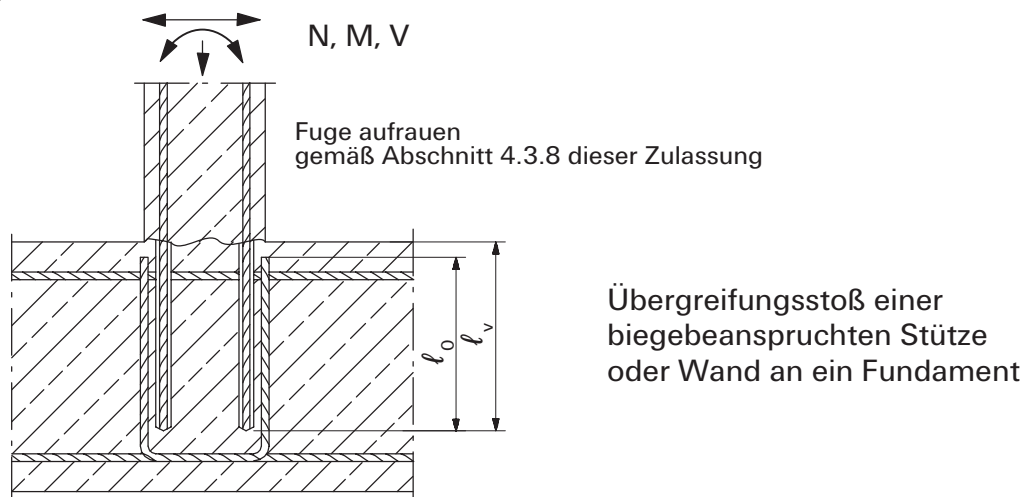 N, M, V
Fuge aufrauen
gemäß Abschnitt 4.3.8 dieser Zulassung
ℓ₀
ℓᵥ
Übergreifungsstoß einer
biegebeanspruchten Stütze
oder Wand an ein Fundament